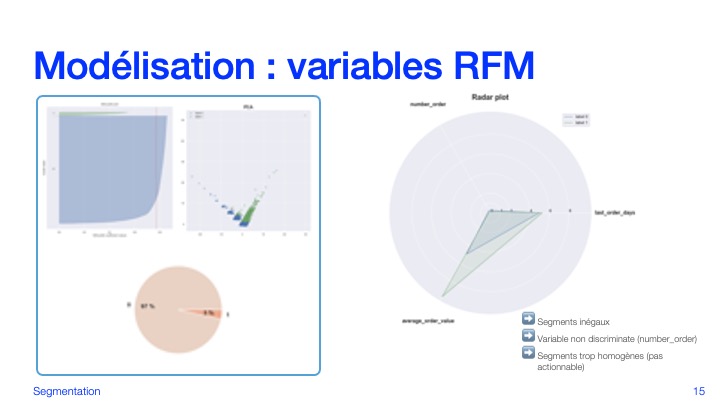 Modélisation : variables RFM
PCA
Radar plot
number_order
label 0
label 1
last_order_days
0
97 %
1
average_order_value
Segments inégaux
Variable non discriminate (number_order)
Segments trop homogènes (pas
actionnable)
Segmentation
15